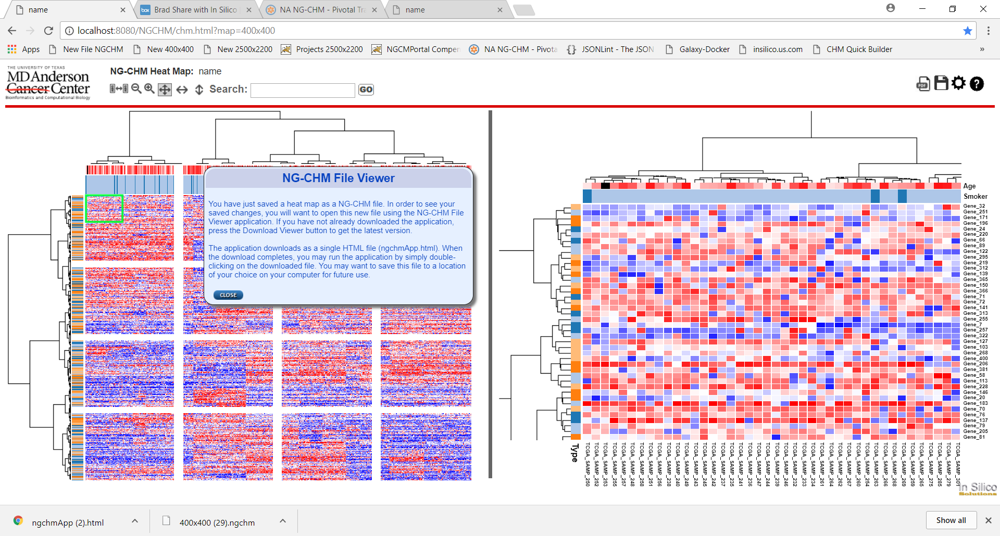 name
Brad Share with In Silico
NA NG-CHM - Pivotal Tra
name
localhost:8080/NGCHM/chm.html?map=400x400
Apps
New File NGCHM
New 400x400
New 2500x2200
Projects 2500x2200
NGCMPortal Compen
NA NG-CHM - Pivota
JSONLint - The JSON
Galaxy-Docker
insilico.us.com
CHM Quick Builder
»
THE UNIVERSITY OF TEXAS
MD Anderson
Cancer Center
Bioinformatics and Computational Biology
NG-CHM Heat Map: name
Search:
GO
PDF
?
NG-CHM File Viewer
You have just saved a heat map as a NG-CHM file. In order to see your
saved changes, you will want to open this new file using the NG-CHM File
Viewer application. If you have not already downloaded the application,
press the Download Viewer button to get the latest version.
The application downloads as a single HTML file (ngchmApp.html). When
the download completes, you may run the application by simply double-
clicking on the downloaded file. You may want to save this file to a location
of your choice on your computer for future use.
CLOSE
Age
Smoker
Gene_32
Gene_251
Gene_171
Gene_196
Gene_24
Gene_220
Gene_66
Gene_89
Gene_122
Gene_295
Gene_219
Gene_312
Gene_139
Gene_365
Gene_150
Gene_366
Gene_71
Gene_72
Gene_141
Gene_313
Gene_255
Gene_7
Gene_257
Gene_322
Gene_127
Gene_103
Gene_268
Gene_400
Gene_206
Gene_381
Gene_58
Gene_113
Gene_228
Gene_146
Gene_20
Gene_183
Gene_70
Gene_76
Gene_137
Gene_79
Gene_205
Gene_81
Type
TCGA_SAMP_250
TCGA_SAMP_252
TCGA_SAMP_253
TCGA_SAMP_255
TCGA_SAMP_257
TCGA_SAMP_248
TCGA_SAMP_258
TCGA_SAMP_251
TCGA_SAMP_256
TCGA_SAMP_238
TCGA_SAMP_240
TCGA_SAMP_249
TCGA_SAMP_243
TCGA_SAMP_245
TCGA_SAMP_242
TCGA_SAMP_237
TCGA_SAMP_235
TCGA_SAMP_241
TCGA_SAMP_236
TCGA_SAMP_247
TCGA_SAMP_244
TCGA_SAMP_239
TCGA_SAMP_246
TCGA_SAMP_232
TCGA_SAMP_233
TCGA_SAMP_234
TCGA_SAMP_261
TCGA_SAMP_264
TCGA_SAMP_262
TCGA_SAMP_267
TCGA_SAMP_260
TCGA_SAMP_254
TCGA_SAMP_263
TCGA_SAMP_266
TCGA_SAMP_268
TCGA_SAMP_269
TCGA_SAMP_259
TCGA_SAMP_265
TCGA_SAMP_275
TCGA_SAMP_285
TCGA_SAMP_279
TCGA_SAMP_301
In Silico
Solutions
ngchmApp (2).html
400x400 (29).ngchm
Show all